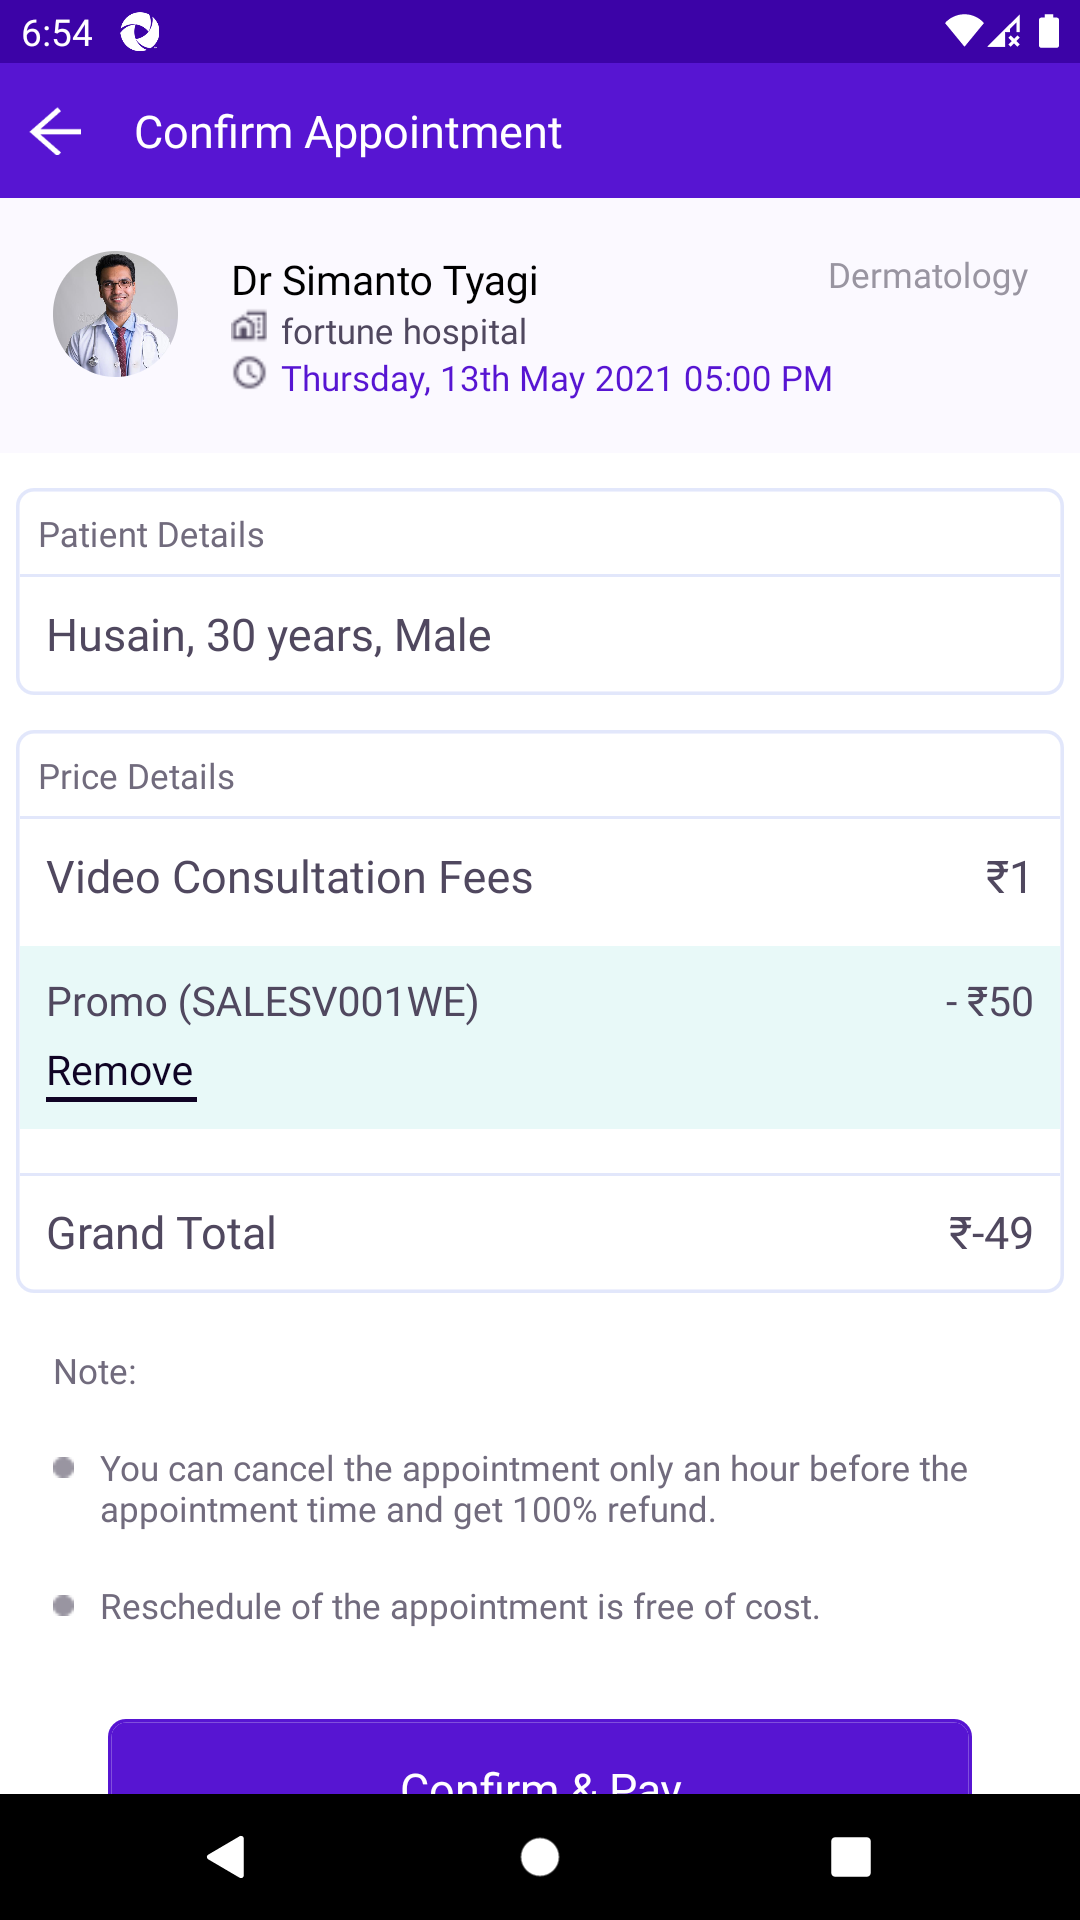 6:54
Confirm Appointment
Dr Simanto Tyagi
Dermatology
fortune hospital
Thursday, 13th May 2021 05:00 PM
Patient Details
Husain, 30 years, Male
Price Details
Video Consultation Fees ₹1
Promo (SALESV001WE) - ₹50
Remove
Grand Total ₹-49
Note:
You can cancel the appointment only an hour before the
appointment time and get 100% refund.
Reschedule of the appointment is free of cost.
Confirm & Pay